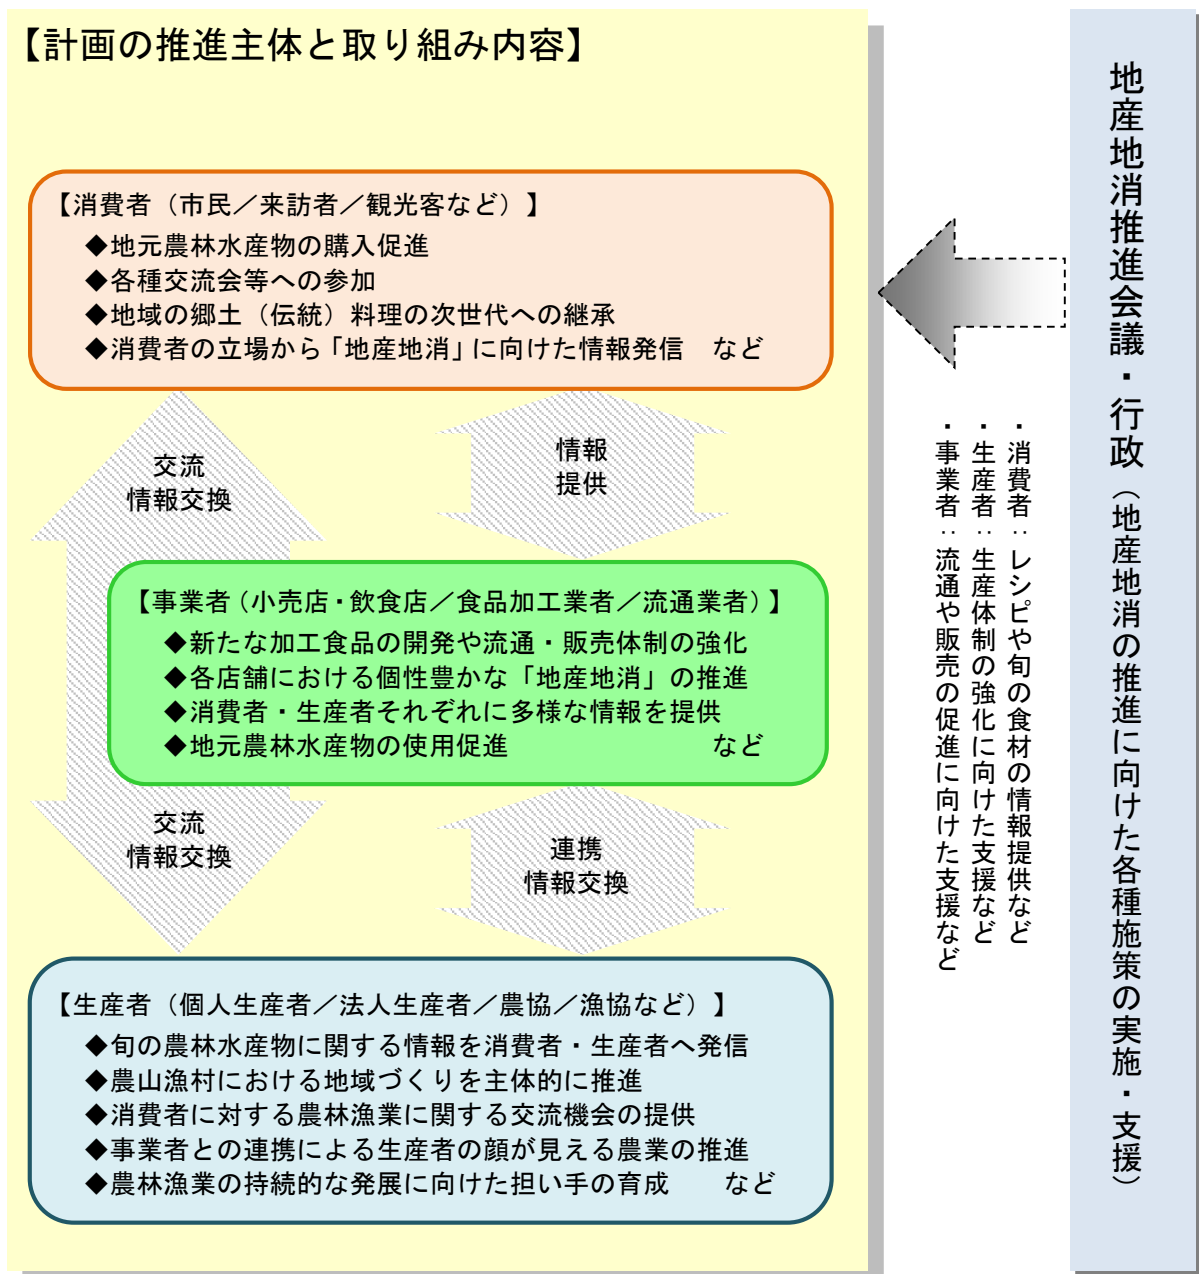 【計画の推進主体と取り組み内容】
【消費者（市民／来訪者／観光客など）】
◆地元農林水産物の購入促進
◆各種交流会等への参加
◆地域の郷土（伝統）料理の次世代への継承
◆消費者の立場から「地産地消」に向けた情報発信　など
交流
情報交換
情報
提供
【事業者（小売店・飲食店／食品加工業者／流通業者）】
◆新たな加工食品の開発や流通・販売体制の強化
◆各店舗における個性豊かな「地産地消」の推進
◆消費者・生産者それぞれに多様な情報を提供
◆地元農林水産物の使用促進　など
交流
情報交換
連携
情報交換
【生産者（個人生産者／法人生産者／農協／漁協など）】
◆旬の農林水産物に関する情報を消費者・生産者へ発信
◆農山漁村における地域づくりを主体的に推進
◆消費者に対する農林漁業に関する交流機会の提供
◆事業者との連携による生産者の顔が見える農業の推進
◆農林漁業の持続的な発展に向けた担い手の育成　など
地産地消推進会議・行政（地産地消の推進に向けた各種施策の実施・支援）
・消費者：レシピや旬の食材の情報提供など
・生産者：生産体制の強化に向けた支援など
・事業者：流通や販売の促進に向けた支援など